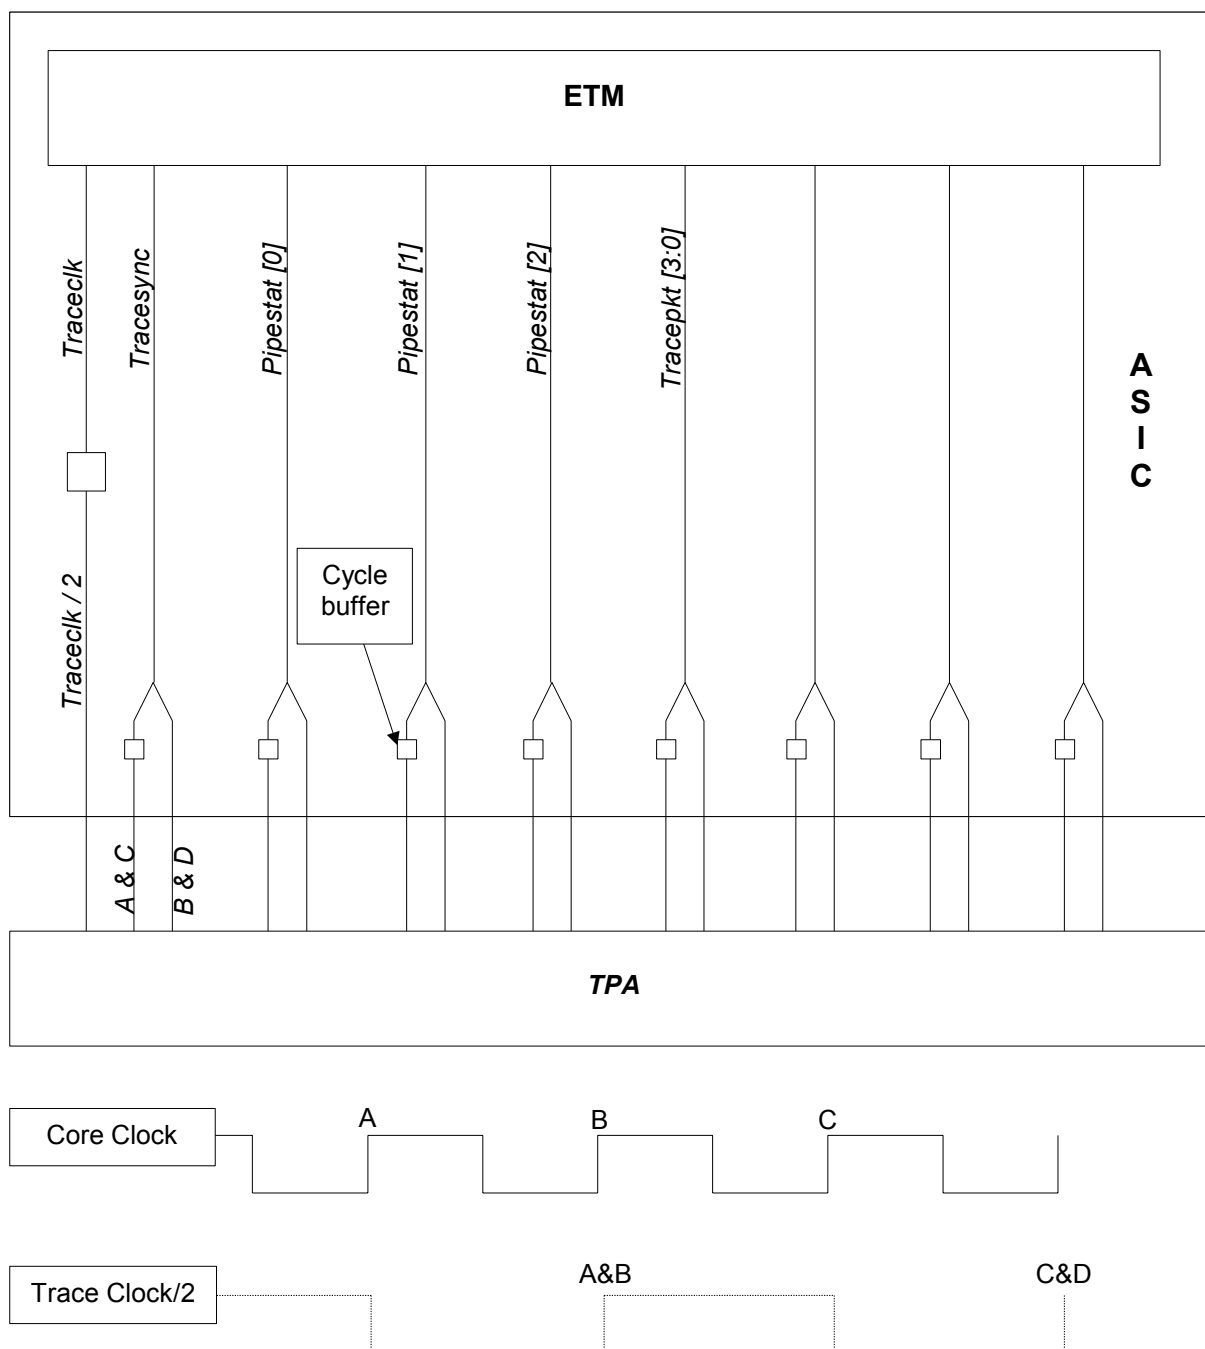 ETM
Traceclk
Tracesync
Pipestat [0]
Pipestat [1]
Pipestat [2]
Tracepkt [3:0]
A
S
I
C
Traceclk / 2
Cycle
buffer
A & C
B & D
TPA
Core Clock
A
B
C
Trace Clock/2
A&B
C&D